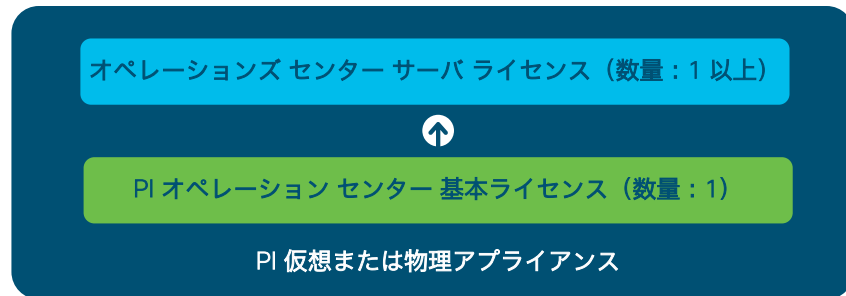 オペレーションズ センター サーバ ライセンス（数量：1 以上）
PI オペレーション センター 基本ライセンス（数量：1）
PI 仮想または物理アプライアンス